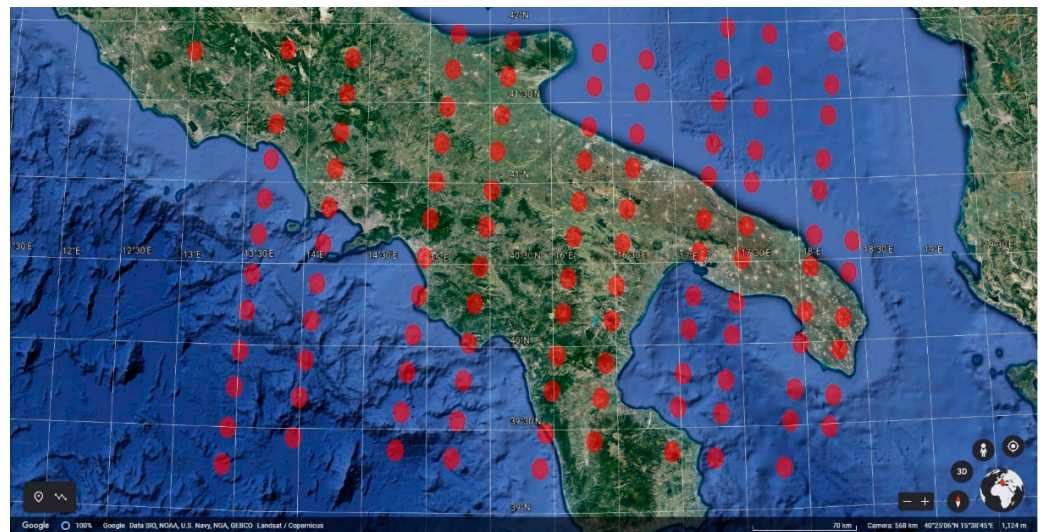 42°N
41°30'N
41°N
30'E
12°E
12°30'E
13°E
13°30'E
14°E
14°30'E
15°E
40°30'N
16°E
16°30'E
17°E
17°30'E
18°E
18°30'E
19°E
40°N
39°30'N
39°N
3D
Google 100% Google Data SIO, NOAA, U.S. Navy, NGA, GEBCO Landsat / Copernicus
70 km Camera: 568 km 40°25'06"N 15°38'45"E 1,124 m